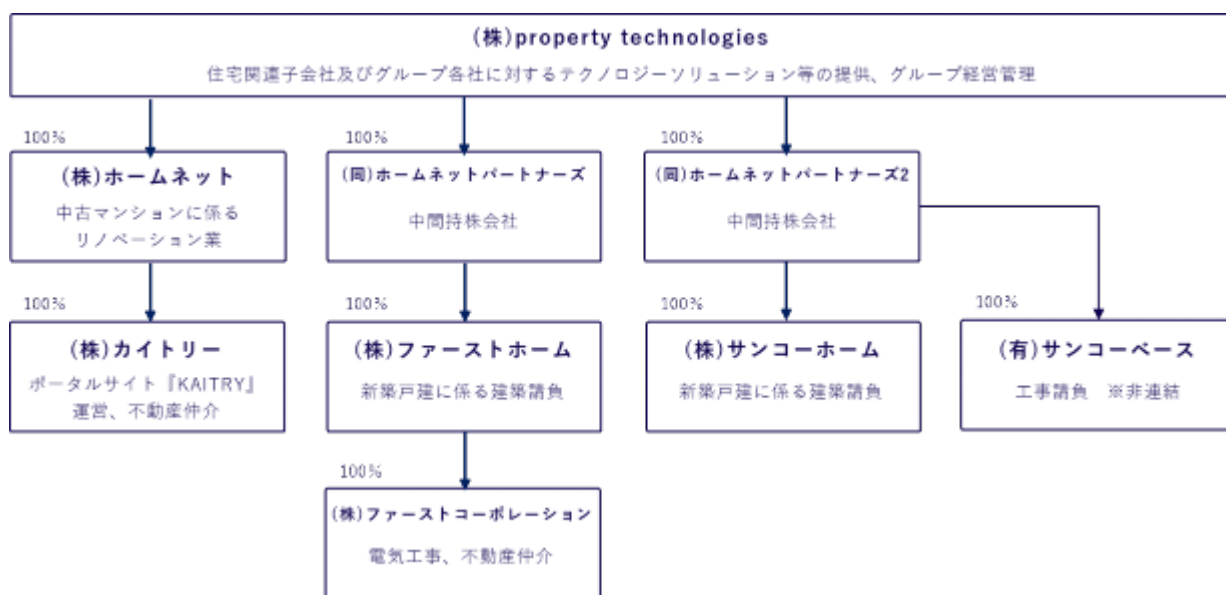 (株)property technologies
住宅関連子会社及びグループ各社に対するテクノロジーソリューション等の提供、グループ経営管理
100%
100%
100%
(株)ホームネット
中古マンションに係る
リノベーション業
(同)ホームネットパートナーズ
中間持株会社
(同)ホームネットパートナーズ2
中間持株会社
100%
100%
100%
100%
(株)カイトリー
ポータルサイト『KAITRY』
運営、不動産仲介
(株)ファーストホーム
新築戸建に係る建築請負
(株)サンコーホーム
新築戸建に係る建築請負
(有)サンコーベース
工事請負　※非連結
100%
(株)ファーストコーポレーション
電気工事、不動産仲介